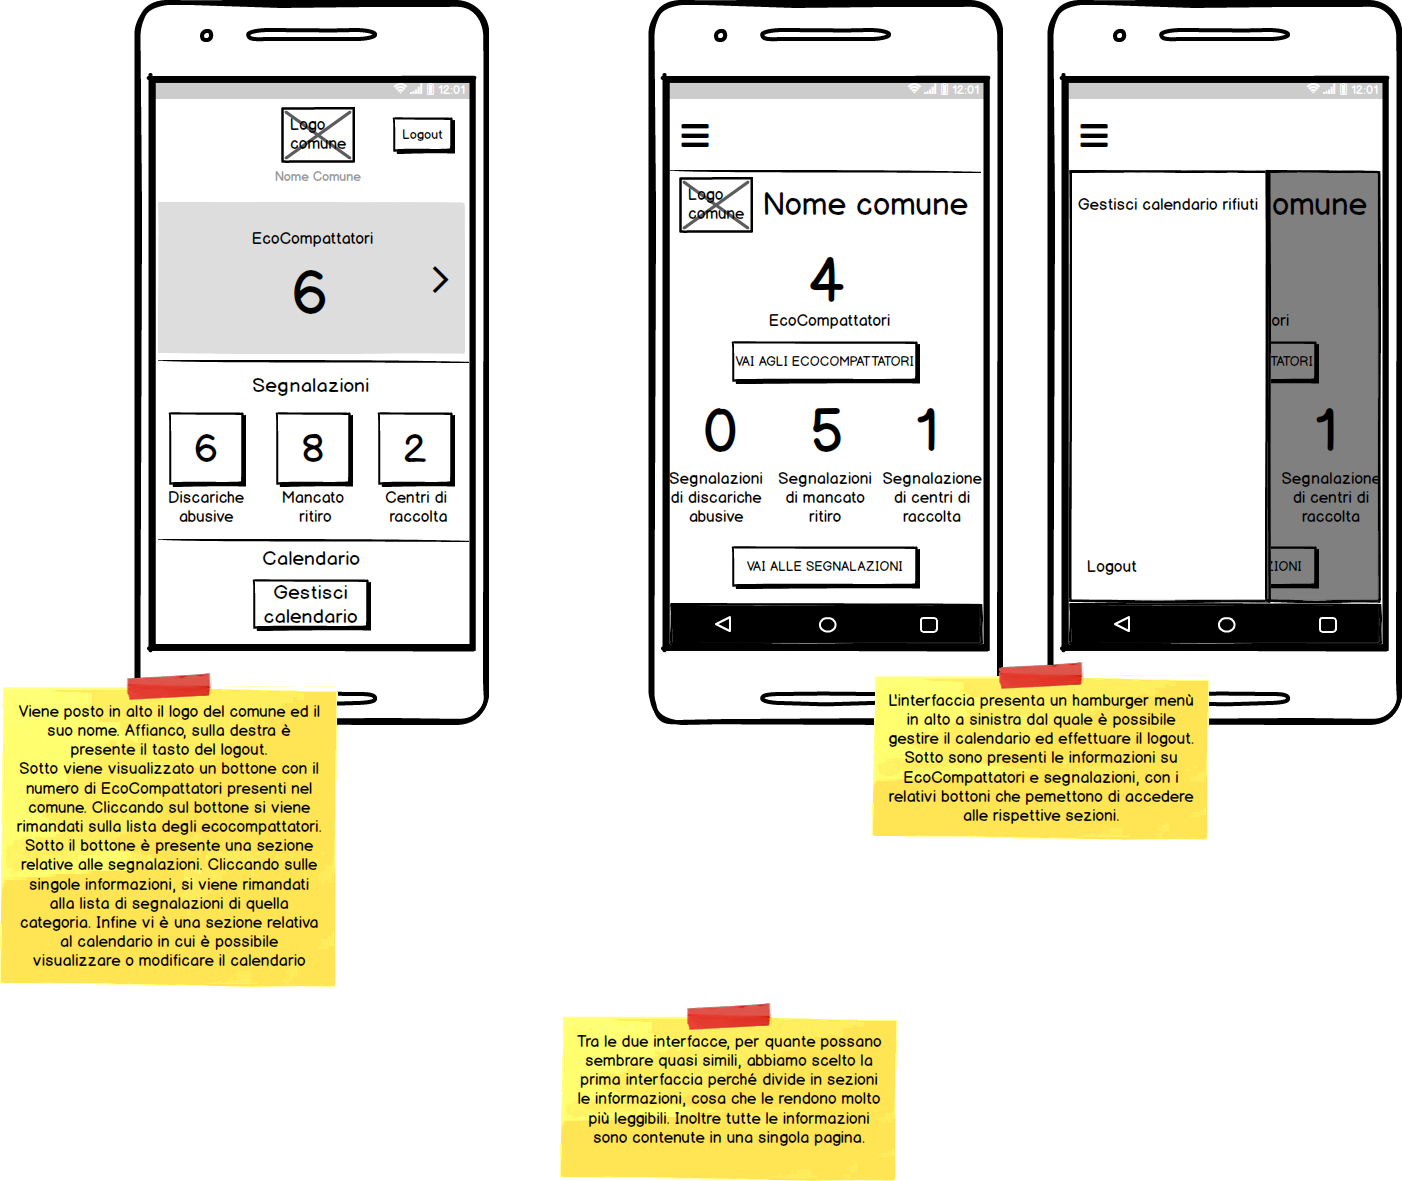 12:01
Logo
comune
Logout
Nome Comune
EcoCompattatori
6
Segnalazioni
6
8
2
Discariche
abusive
Mancato
ritiro
Centri di
raccolta
Calendario
Gestisci
calendario
12:01
Logo
comune
Nome comune
4
EcoCompattatori
VAI AGLI ECOCOMPATTATORI
0
5
1
Segnalazioni
di discariche
abusive
Segnalazioni
di mancato
ritiro
Segnalazione
di centri di
raccolta
VAI ALLE SEGNALAZIONI
12:01
Gestisci calendario rifiuti
omune
ori
TATORI
1
Segnalazione
di centri di
raccolta
Logout
IONI
Viene posto in alto il logo del comune ed il
suo nome. Affianco, sulla destra è
presente il tasto del logout.
Sotto viene visualizzato un bottone con il
numero di EcoCompattatori presenti nel
comune. Cliccando sul bottone si viene
rimandati sulla lista degli ecocompattatori.
Sotto il bottone è presente una sezione
relative alle segnalazioni. Cliccando sulle
singole informazioni, si viene rimandati
alla lista di segnalazioni di quella
categoria. Infine vi è una sezione relativa
al calendario in cui è possibile
visualizzare o modificare il calendario
L'interfaccia presenta un hamburger menù
in alto a sinistra dal quale è possibile
gestire il calendario ed effettuare il logout.
Sotto sono presenti le informazioni su
EcoCompattatori e segnalazioni, con i
relativi bottoni che pemettono di accedere
alle rispettive sezioni.
Tra le due interfacce, per quante possano
sembrare quasi simili, abbiamo scelto la
prima interfaccia perché divide in sezioni
le informazioni, cosa che le rendono molto
più leggibili. Inoltre tutte le informazioni
sono contenute in una singola pagina.